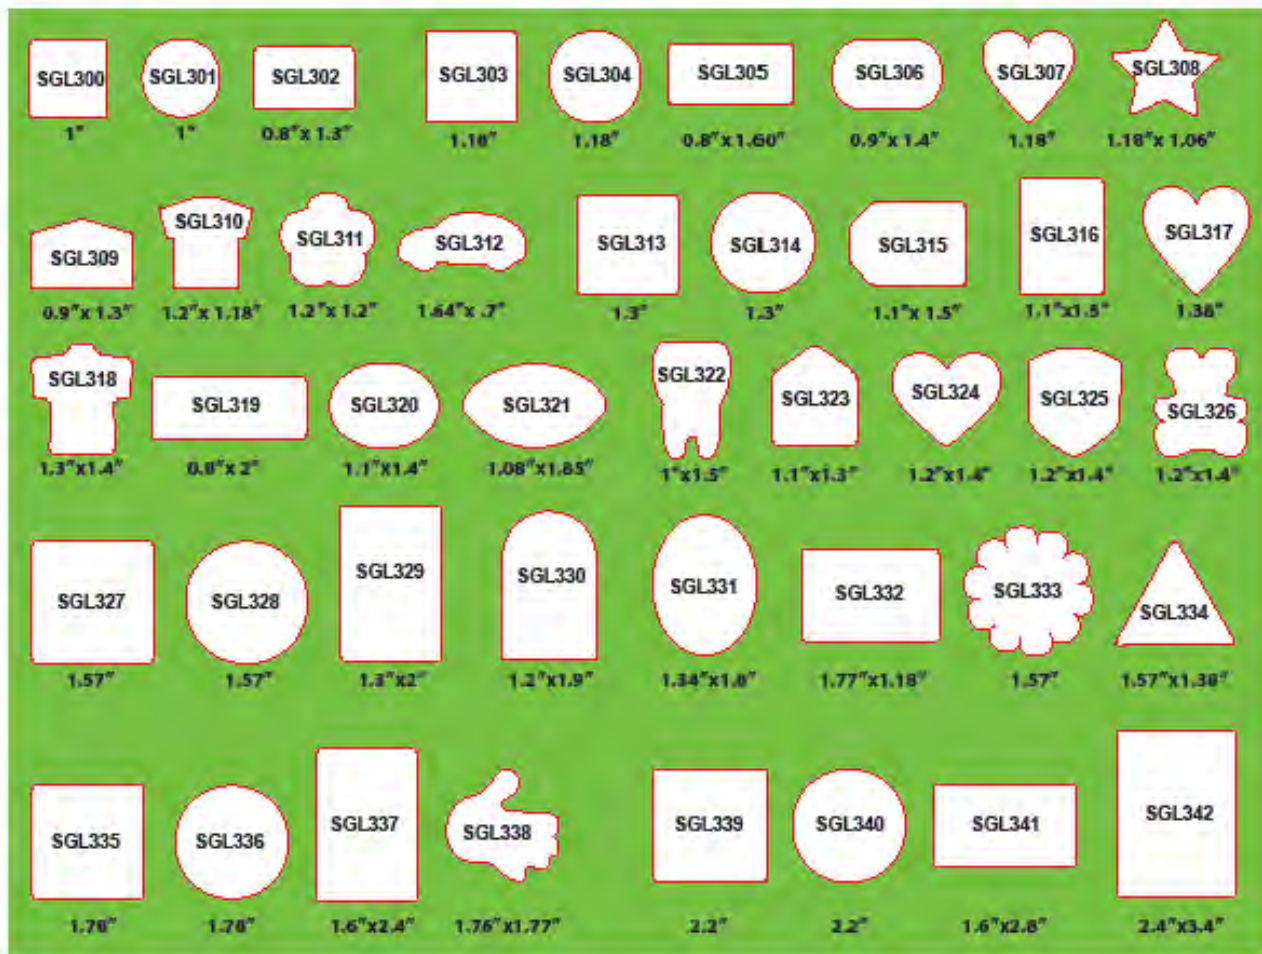 SGL300 SGL301 SGL302 SGL303 SGL304 SGL305 SGL306 SGL307 SGL308
1" 1" 0.8"x 1.3" 1.18" 1.18" 0.8"x 1.60" 0.9"x 1.4" 1.18" 1.18"x 1.06"
SGL309 SGL310 SGL311 SGL312 SGL313 SGL314 SGL315 SGL316 SGL317
0.9"x 1.3" 1.2"x 1.18" 1.2"x 1.2" 1.64"x .7" 1.3" 1.3" 1.1"x 1.5" 1.1"x1.5" 1.38"
SGL318 SGL319 SGL320 SGL321 SGL322 SGL323 SGL324 SGL325 SGL326
1.3"x1.4" 0.8"x 2" 1.1"x1.4" 1.08"x1.85" 1"x1.5" 1.1"x1.3" 1.2"x1.4" 1.2"x1.4" 1.2"x1.4"
SGL327 SGL328 SGL329 SGL330 SGL331 SGL332 SGL333 SGL334
1.57" 1.57" 1.3"x2" 1.2"x1.9" 1.34"x1.8" 1.77"x1.18" 1.57" 1.57"x1.38"
SGL335 SGL336 SGL337 SGL338 SGL339 SGL340 SGL341 SGL342
1.6"x2.4" 1.76"x1.77" 2.2" 2.2" 1.6"x2.8" 2.4"x3.4"